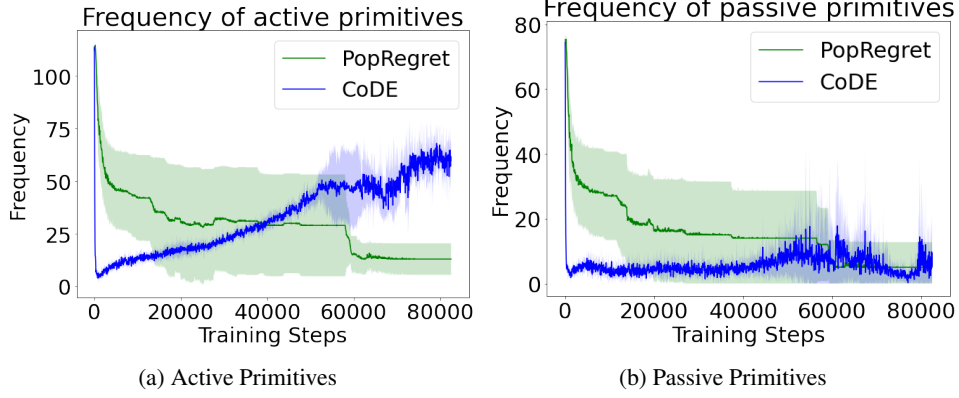 Frequency of active primitives
PopRegret
CoDE
Frequency
100
75
50
25
0
0 20000 40000 60000 80000
Training Steps
(a) Active Primitives
Frequency of passive primitives
PopRegret
CoDE
Frequency
80
60
40
20
0
0 20000 40000 60000 80000
Training Steps
(b) Passive Primitives